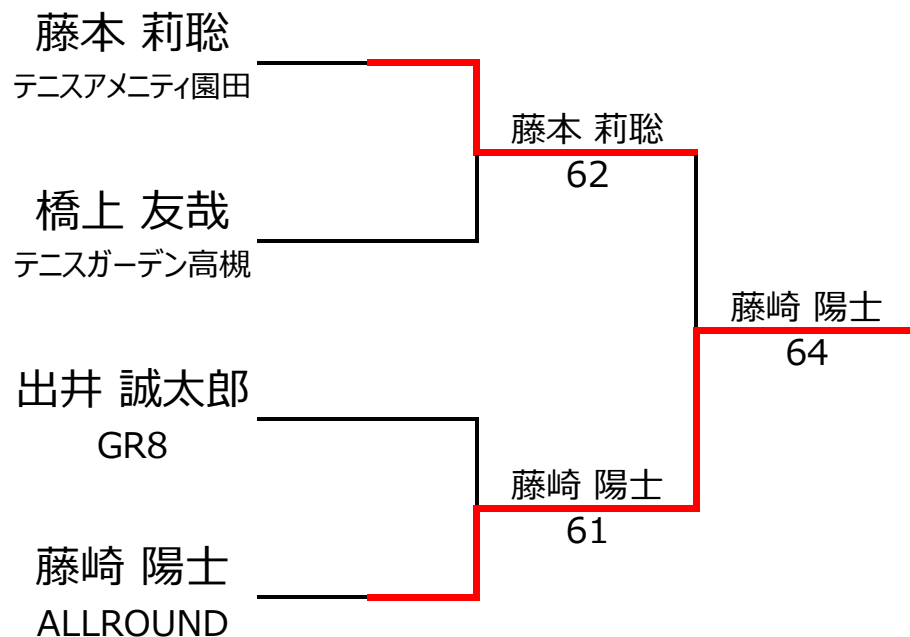 藤本 莉聡
テニスアメニティ園田
藤本 莉聡
62
橋上 友哉
テニスガーデン高槻
藤崎 陽士
64
出井 誠太郎
GR8
藤崎 陽士
61
藤崎 陽士
ALLROUND